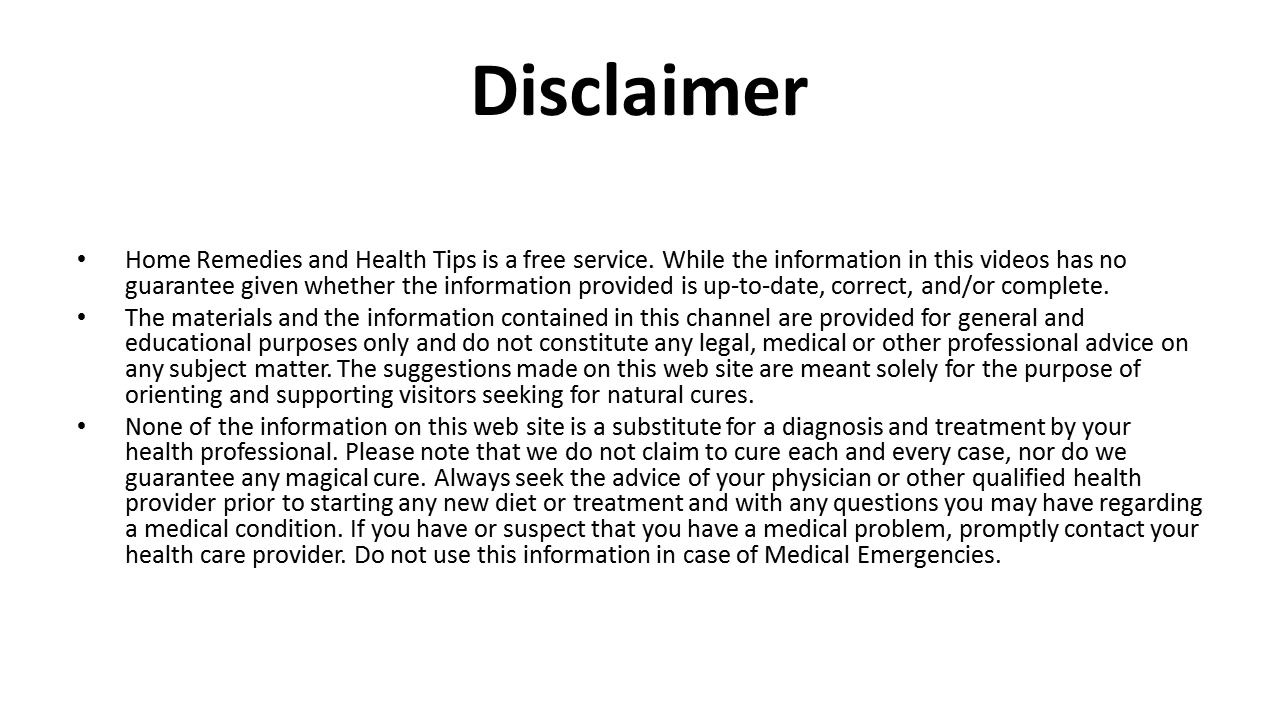 Disclaimer
• Home Remedies and Health Tips is a free service. While the information in this videos has no
guarantee given whether the information provided is up-to-date, correct, and/or complete.
• The materials and the information contained in this channel are provided for general and
educational purposes only and do not constitute any legal, medical or other professional advice on
any subject matter. The suggestions made on this web site are meant solely for the purpose of
orienting and supporting visitors seeking for natural cures.
• None of the information on this web site is a substitute for a diagnosis and treatment by your
health professional. Please note that we do not claim to cure each and every case, nor do we
guarantee any magical cure. Always seek the advice of your physician or other qualified health
provider prior to starting any new diet or treatment and with any questions you may have regarding
a medical condition. If you have or suspect that you have a medical problem, promptly contact your
health care provider. Do not use this information in case of Medical Emergencies.